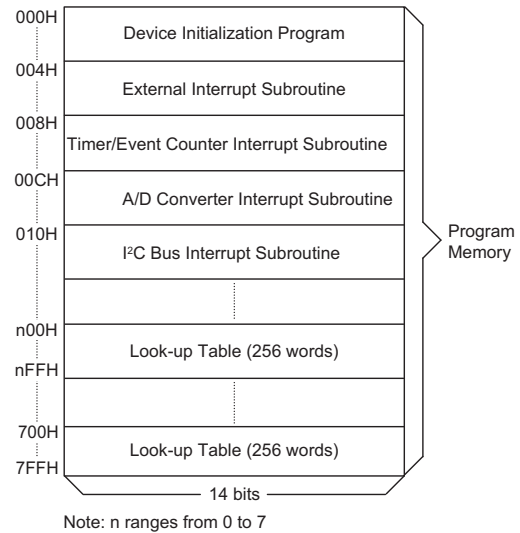 000H
Device Initialization Program
004H
External Interrupt Subroutine
008H
Timer/Event Counter Interrupt Subroutine
00CH
A/D Converter Interrupt Subroutine
010H
I²C Bus Interrupt Subroutine
Program
Memory
n00H
Look-up Table (256 words)
nFFH
700H
Look-up Table (256 words)
7FFH
14 bits
Note: n ranges from 0 to 7